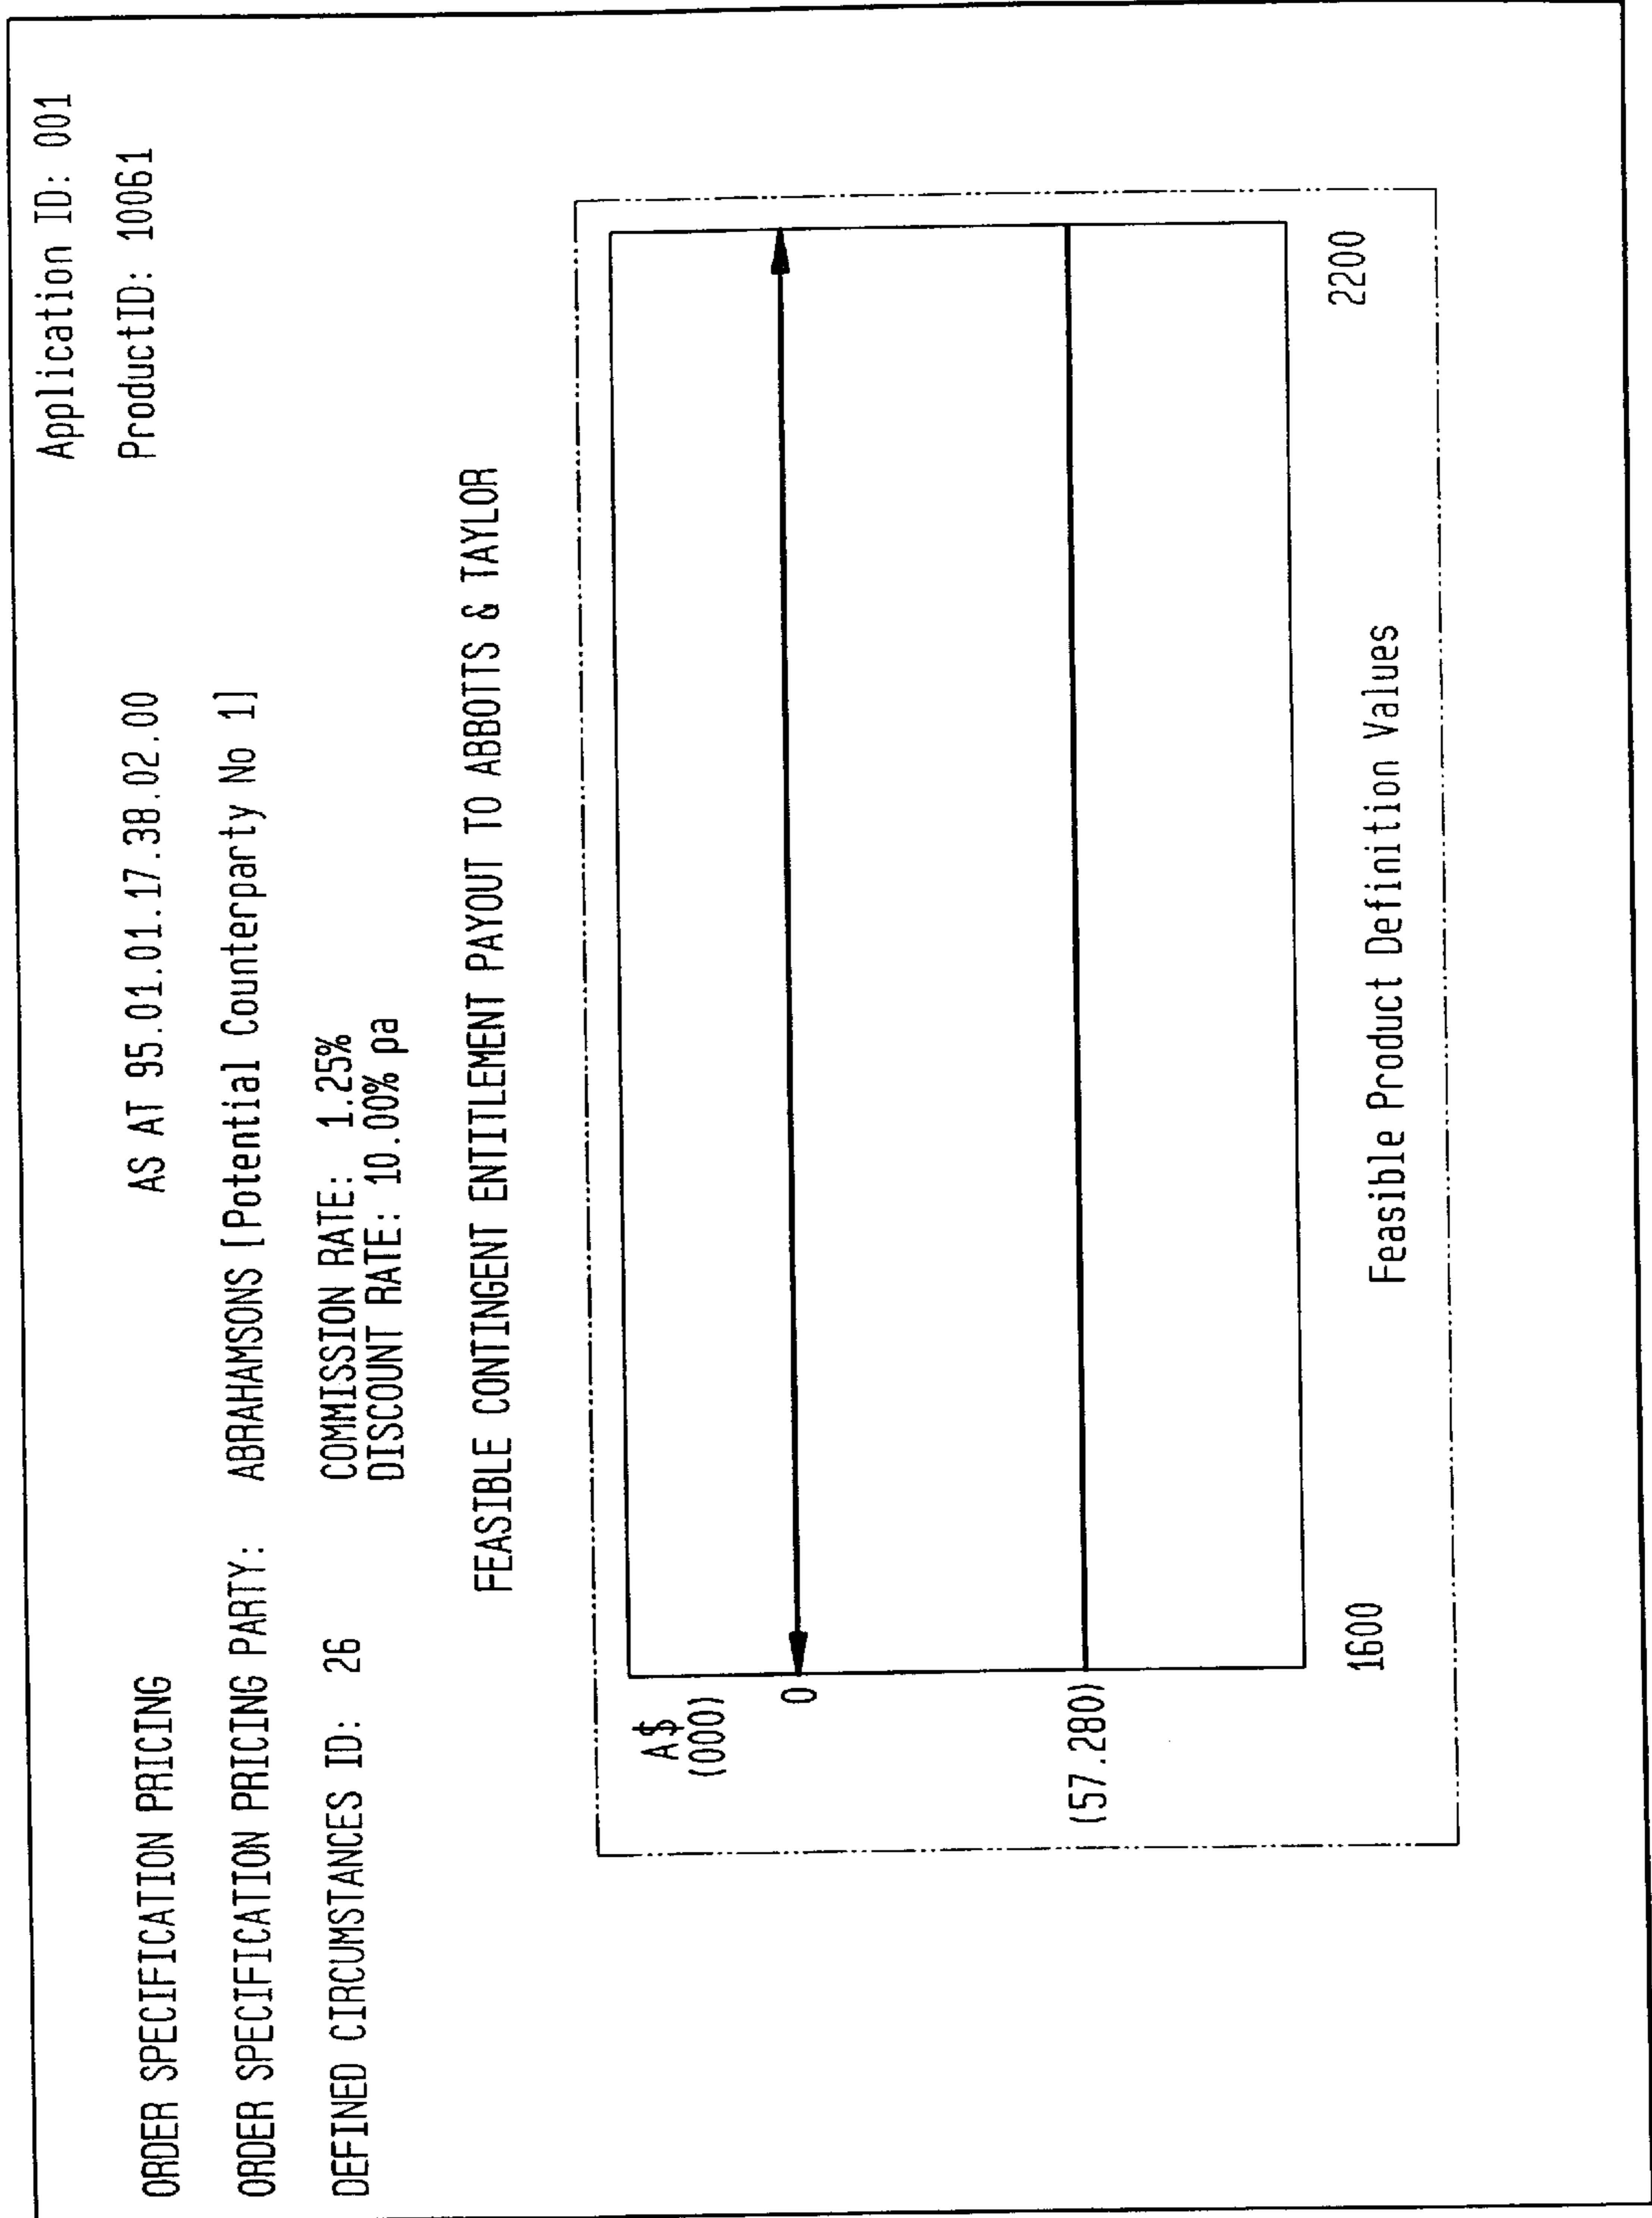 Application ID: 001
ORDER SPECIFICATION PRICING AS AT 95.01.01.17.38.02.00 ProductID: 10061
ORDER SPECIFICATION PRICING PARTY: ABRAHAMSONS [Potential Counterparty No 1]
DEFINED CIRCUMSTANCES ID: 26 COMMISSION RATE: 1.25%
DISCOUNT RATE: 10.00% pa
FEASIBLE CONTINGENT ENTITLEMENT PAYOUT TO ABBOTTS & TAYLOR
A$
(000)
0
(57.280)
1600 2200
Feasible Product Definition Values